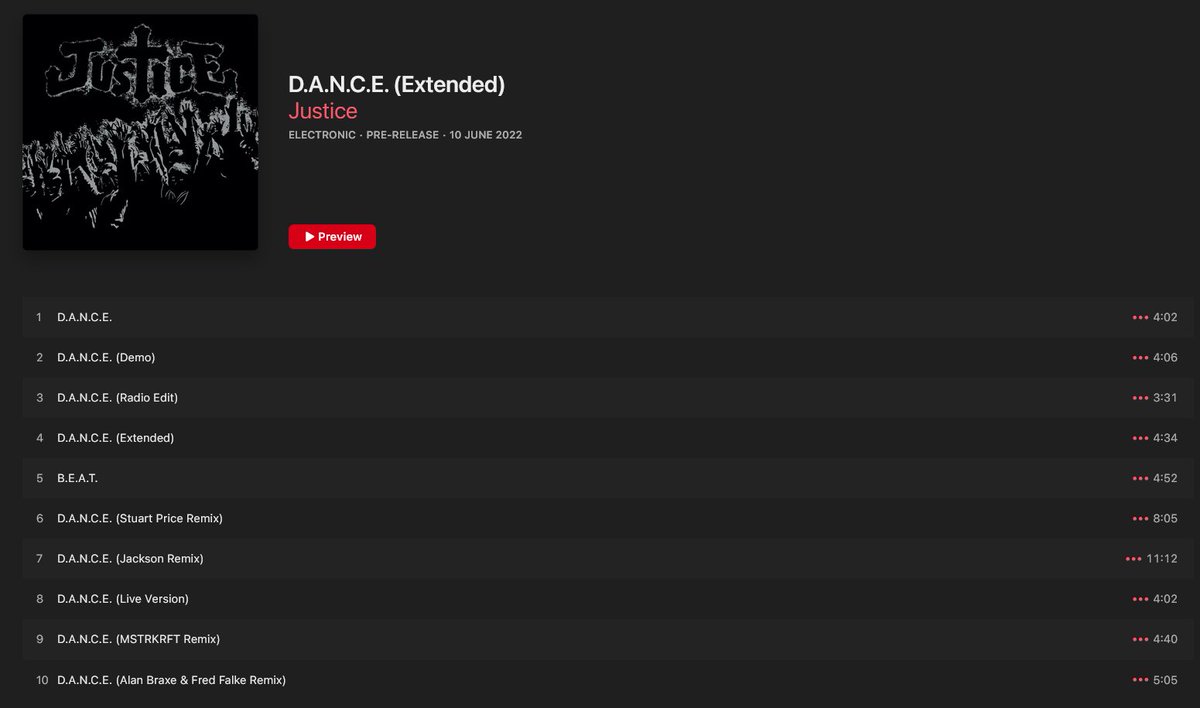 JUSTICE
D.A.N.C.E. (Extended)
Justice
ELECTRONIC · PRE-RELEASE · 10 JUNE 2022
Preview
1 D.A.N.C.E. 4:02
2 D.A.N.C.E. (Demo) 4:06
3 D.A.N.C.E. (Radio Edit) 3:31
4 D.A.N.C.E. (Extended) 4:34
5 B.E.A.T. 4:52
6 D.A.N.C.E. (Stuart Price Remix) 8:05
7 D.A.N.C.E. (Jackson Remix) 11:12
8 D.A.N.C.E. (Live Version) 4:02
9 D.A.N.C.E. (MSTRKRFT Remix) 4:40
10 D.A.N.C.E. (Alan Braxe & Fred Falke Remix) 5:05